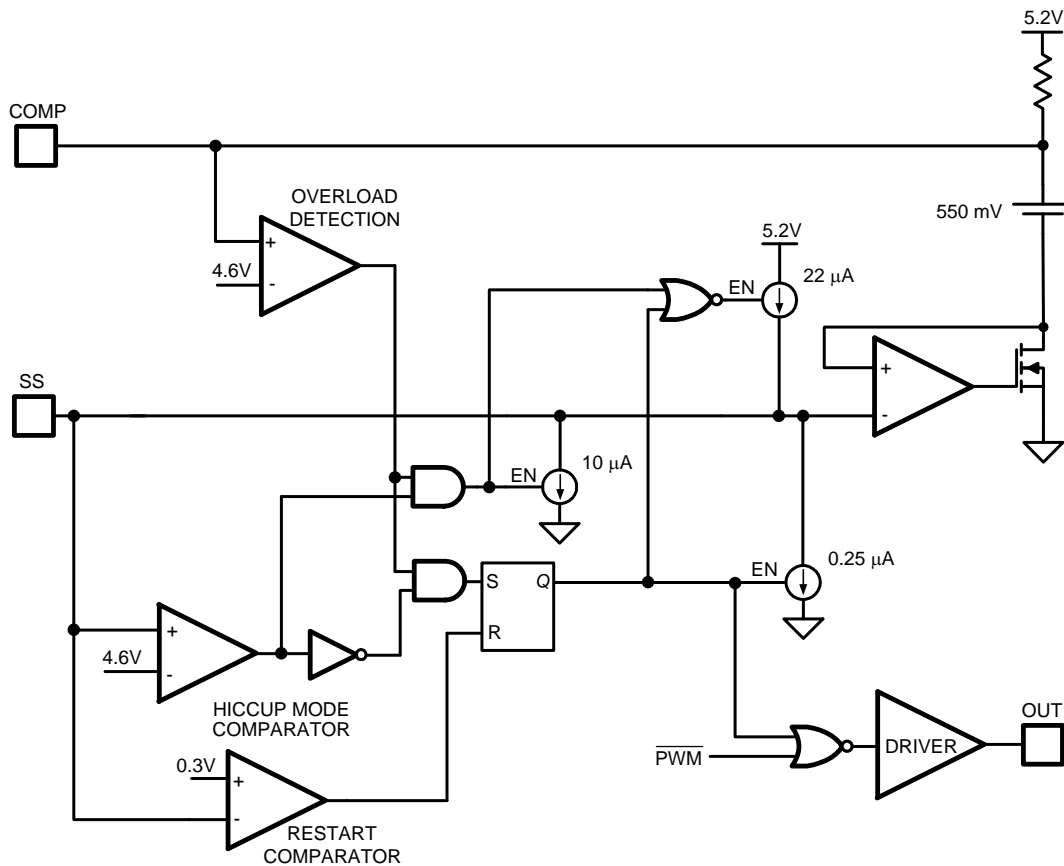 5.2V
COMP
OVERLOAD
DETECTION
550 mV
5.2V
+
4.6V
-
22 μA
EN
SS
+
-
10 μA
EN
0.25 μA
EN
S
Q
R
+
4.6V
-
HICCUP MODE
COMPARATOR
OUT
DRIVER
PWM
0.3V
+
-
RESTART
COMPARATOR